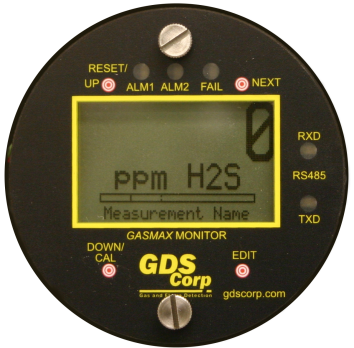 RESET/
UP NEXT
ALM1 ALM2 FAIL
0
RXD
ppm H2S
RS485
Measurement Name
TXD
GASMAX MONITOR
DOWN/
CAL
EDIT
GDS
Corp
Gas and Flame Detection
gdscorp.com